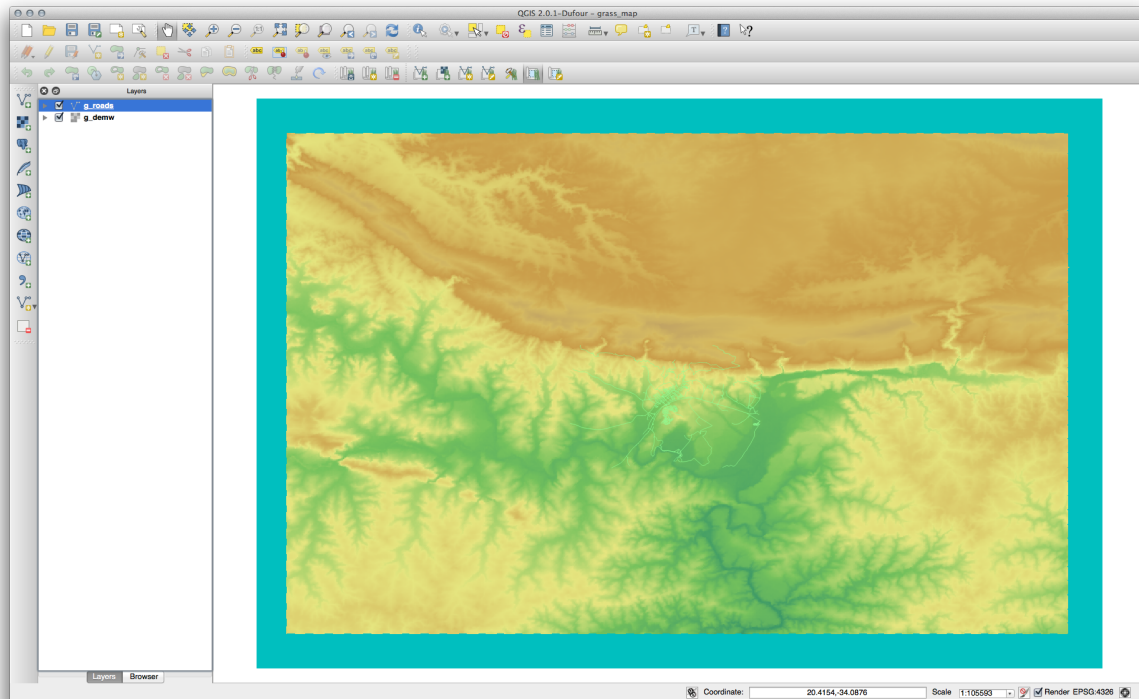 QGIS 2.0.1-Dufour – grass_map
Layers
g_roads
g_demw
Layers Browser
Coordinate: 20.4154,-34.0876 Scale 1:105593 Render EPSG:4326